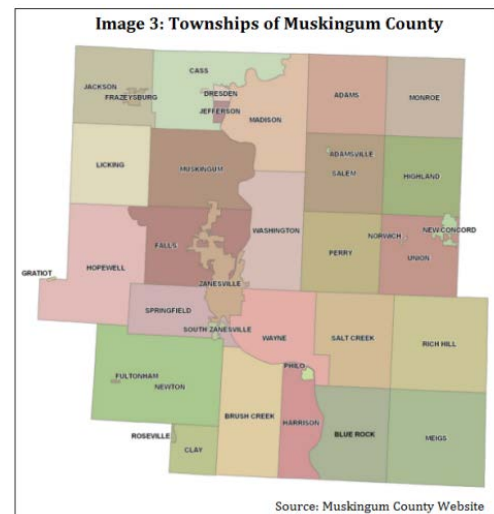 Image 3: Townships of Muskingum County
CASS
JACKSON
FRAZEYSBURG
DRESDEN
JEFFERSON
ADAMS
MONROE
MADISON
LICKING
MUSKINGUM
ADAMSVILLE
SALEM
HIGHLAND
FALLS
WASHINGTON
NORWICH
NEW CONCORD
PERRY
UNION
GRATIOT
HOPEWELL
ZANESVILLE
SPRINGFIELD
SOUTH ZANESVILLE
WAYNE
SALT CREEK
RICH HILL
PHILO
FULTONHAM
NEWTON
BRUSH CREEK
HARRISON
BLUE ROCK
MEIGS
ROSEVILLE
CLAY
Source: Muskingum County Website